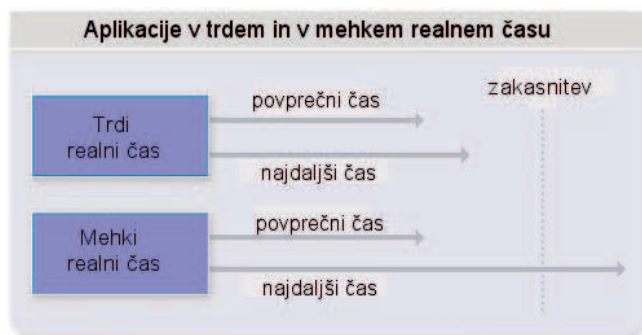 Aplikacije v trdem in v mehkem realnem času
povprečni čas
zakasnitev
Trdi
realni čas
najdaljši čas
povprečni čas
Mehki
realni čas
najdaljši čas